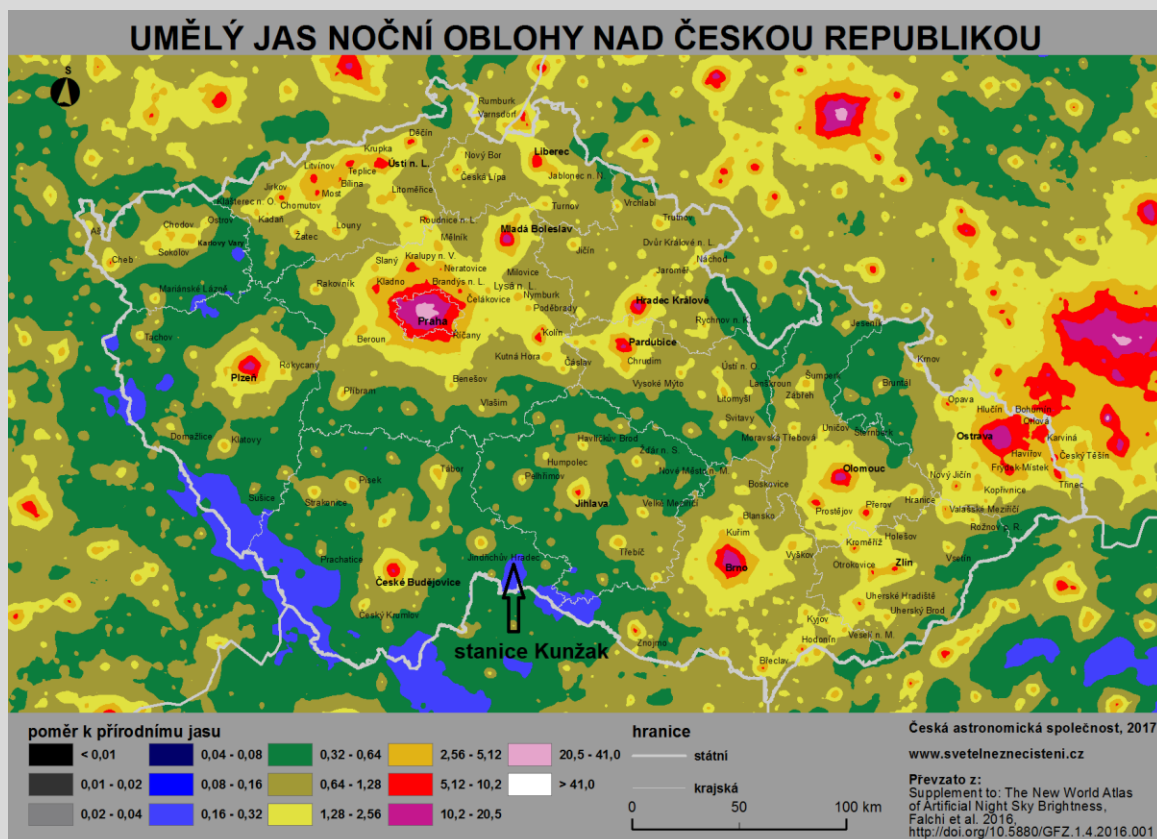 UMĚLÝ JAS NOČNÍ OBLOHY NAD ČESKOU REPUBLIKOU
S
Rumburk
Varnsdorf
Děčín
Krupka
Ústí n. L.
Teplice
Litvínov
Bílina
Most
Jirkov
Chomutov
Klášterec n. O.
Kadaň
Ostrov
Nový Bor
Česká Lípa
Liberec
Jablonec n. N.
Litoměřice
Turnov
Vrchlabí
Trutnov
Louny
Žatec
Roudnice n. L.
Mělník
Mladá Boleslav
Jičín
Dvůr Králové n. L.
Náchod
Jaroměř
Aš
Chodov
Sokolov
Karlovy Vary
Cheb
Mariánské Lázně
Tachov
Slaný
Kralupy n. V.
Neratovice
Kladno
Brandýs n. L.
Milovice
Lysá n. L.
Čelákovice
Nymburk
Poděbrady
Rakovník
Praha
Říčany
Beroun
Kolín
Kutná Hora
Čáslav
Hradec Králové
Rychnov n. K.
Pardubice
Chrudim
Vysoké Mýto
Ústí n. O.
Litomyšl
Lanškroun
Svitavy
Jeseník
Šumperk
Zábřeh
Bruntál
Krnov
Opava
Hlučín
Bohumín
Orlová
Ostrava
Karviná
Havířov
Český Těšín
Frýdek-Místek
Třinec
Rokycany
Plzeň
Příbram
Benešov
Vlašim
Domažlice
Klatovy
Sušice
Strakonice
Písek
Tábor
Prachatice
České Budějovice
Český Krumlov
Jindřichův Hradec
Pelhřimov
Humpolec
Havlíčkův Brod
Žďár n. S.
Nové Město n. M.
Jihlava
Velké Meziříčí
Třebíč
Moravská Třebová
Uničov
Šternberk
Olomouc
Nový Jičín
Kopřivnice
Boskovice
Blansko
Prostějov
Přerov
Hranice
Valašské Meziříčí
Rožnov p. R.
Kuřim
Brno
Vyškov
Kroměříž
Holešov
Otrokovice
Zlín
Vsetín
Uherské Hradiště
Uherský Brod
Kyjov
Veselí n. M.
Hodonín
Břeclav
Znojmo
stanice Kunžak
poměr k přírodnímu jasu
< 0,01
0,01 - 0,02
0,02 - 0,04
0,04 - 0,08
0,08 - 0,16
0,16 - 0,32
0,32 - 0,64
0,64 - 1,28
1,28 - 2,56
2,56 - 5,12
5,12 - 10,2
10,2 - 20,5
20,5 - 41,0
> 41,0
hranice
státní
krajská
0 50 100 km
Česká astronomická společnost, 2017
www.svetelneznecisteni.cz
Převzato z:
Supplement to: The New World Atlas
of Artificial Night Sky Brightness,
Falchi et al. 2016,
http://doi.org/10.5880/GFZ.1.4.2016.001